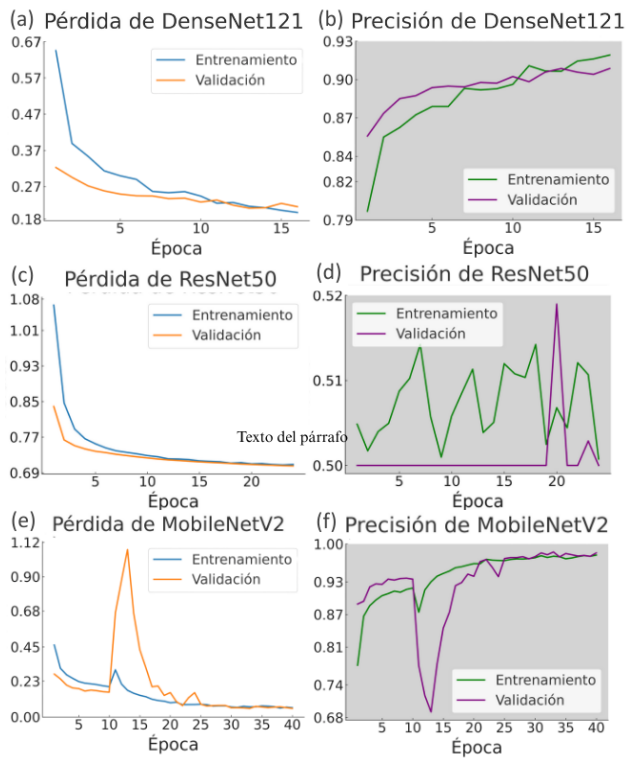 (a) Pérdida de DenseNet121
0.67
0.57
0.47
0.37
0.27
0.18
Entrenamiento
Validación
5 10 15
Época
(b) Precisión de DenseNet121
0.93
0.90
0.87
0.84
0.82
0.79
Entrenamiento
Validación
5 10 15
Época
(c) Pérdida de ResNet50
1.08
1.01
0.93
0.85
0.77
0.69
Entrenamiento
Validación
5 10 15 20
Época
Texto del párrafo
(d) Precisión de ResNet50
0.52
0.51
0.50
Entrenamiento
Validación
5 10 15 20
Época
(e) Pérdida de MobileNetV2
1.12
0.90
0.68
0.45
0.23
0.00
Entrenamiento
Validación
5 10 15 20 25 30 35 40
Época
(f) Precisión de MobileNetV2
1.00
0.93
0.87
0.81
0.74
0.68
Entrenamiento
Validación
5 10 15 20 25 30 35 40
Época